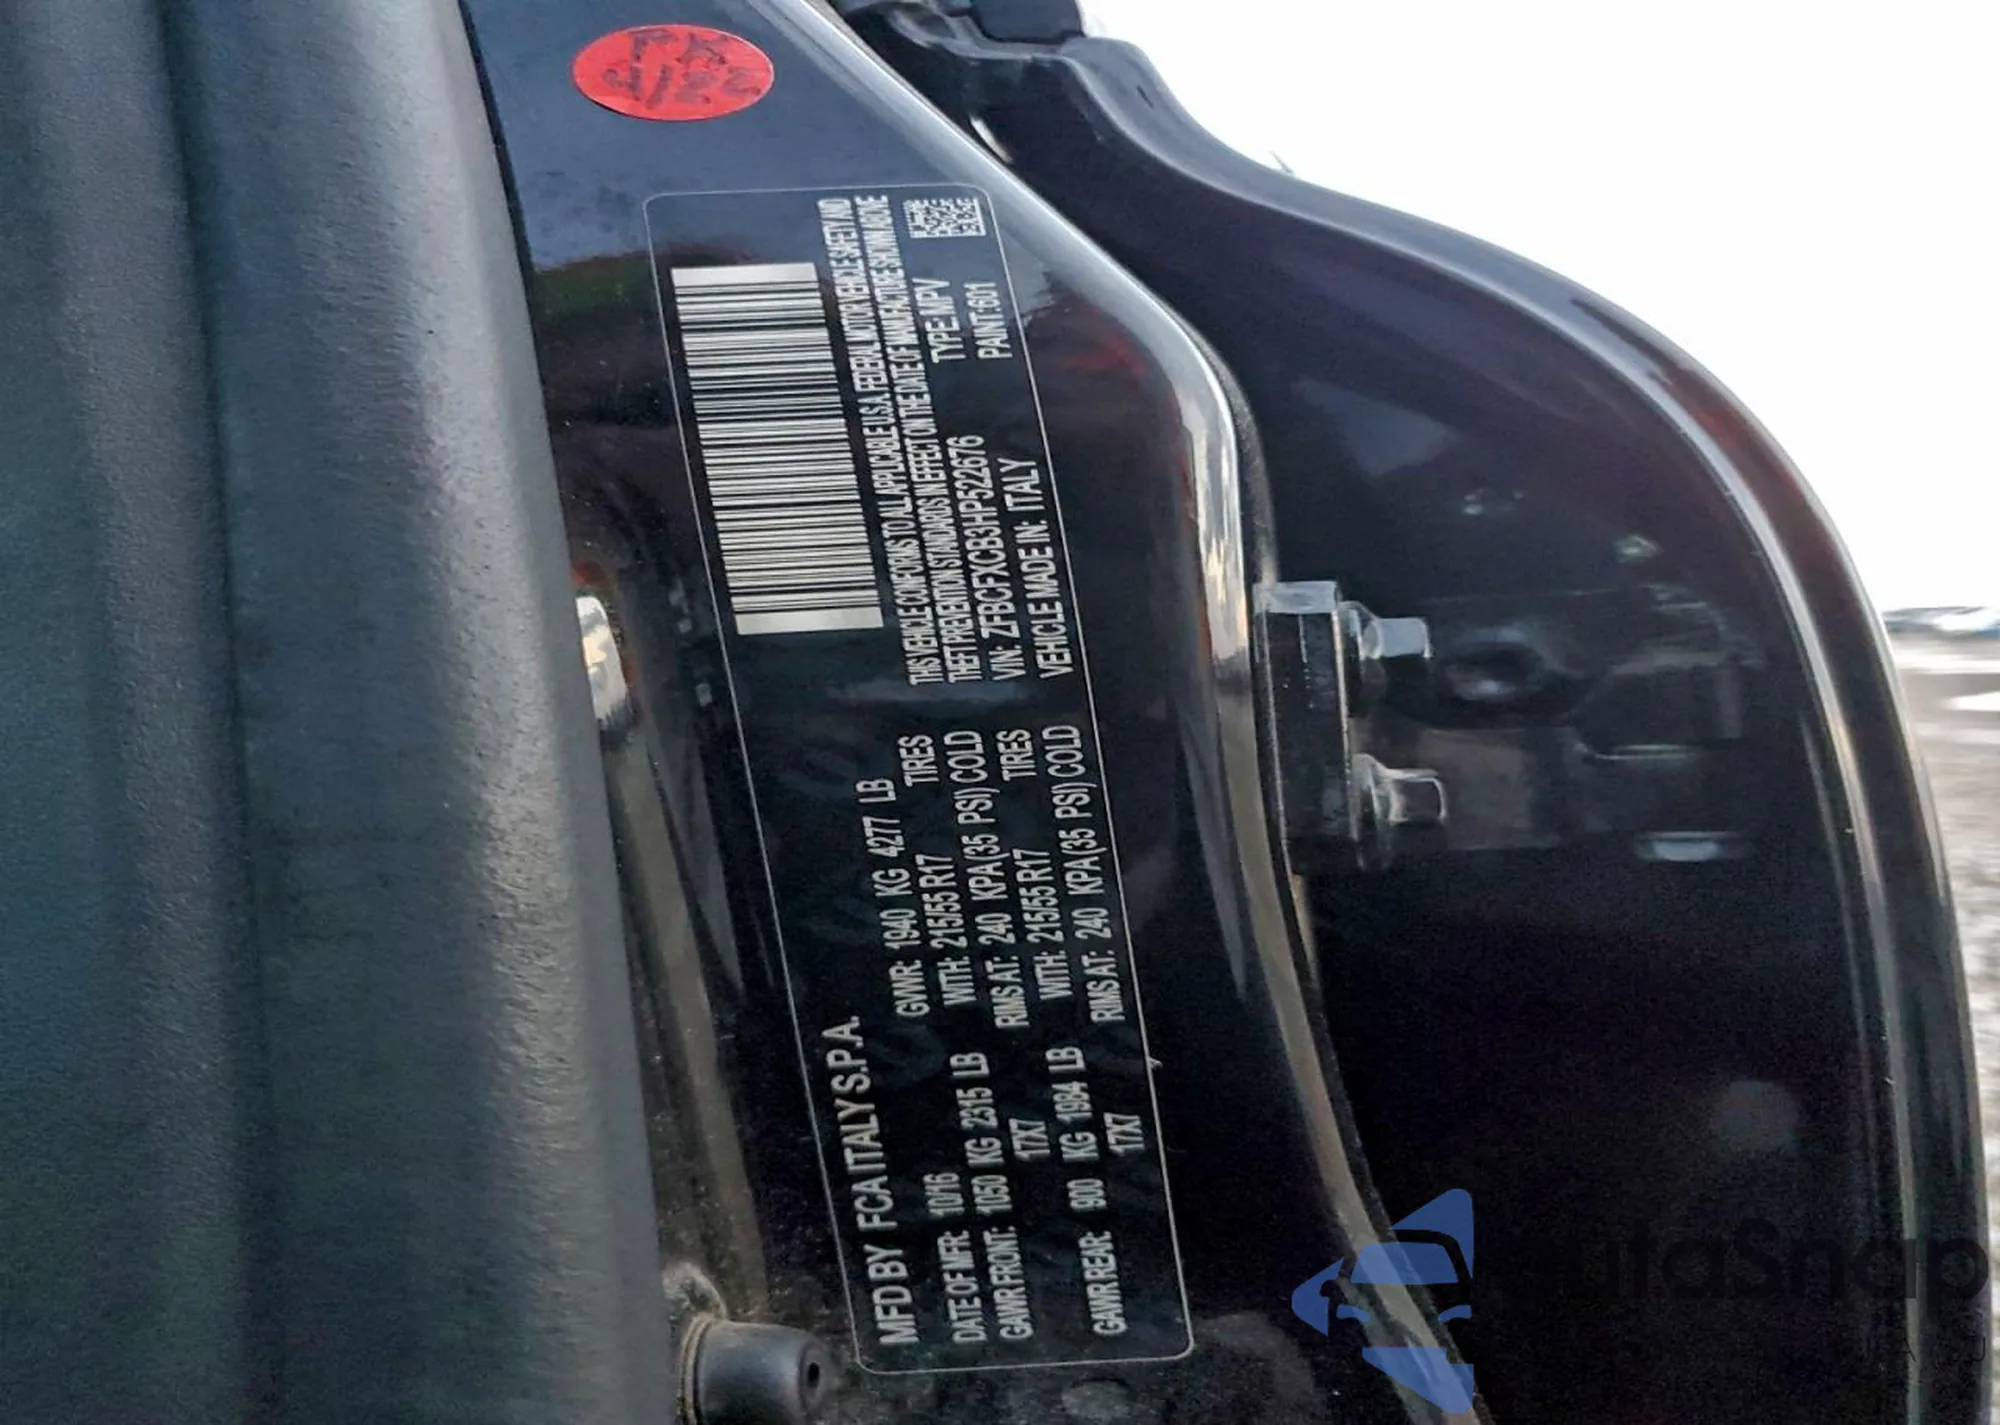 PK
4122
MFD BY FCA ITALY S.P.A.
DATE OF MFR: 10/16 GVWR: 1940 KG 4277 LB
GAWR FRONT: 1050 KG 2315 LB WITH: 215/55 R17 TIRES
17X7 RIMS AT: 240 KPA(35 PSI) COLD
GAWR REAR: 900 KG 1984 LB WITH: 215/55 R17 TIRES
17X7 RIMS AT: 240 KPA(35 PSI) COLD
THIS VEHICLE CONFORMS TO ALL APPLICABLE U.S.A. FEDERAL MOTOR VEHICLE SAFETY AND
THEFT PREVENTION STANDARDS IN EFFECT ON THE DATE OF MANUFACTURE SHOWN ABOVE
VIN: ZFBCFXCB3HP522676 TYPE: MPV
VEHICLE MADE IN: ITALY PAINT: 601